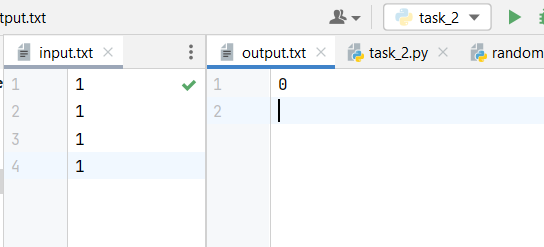 tput.txt
task_2
input.txt
output.txt
task_2.py
random
1 1
2 1
3 1
4 1
1 0
2